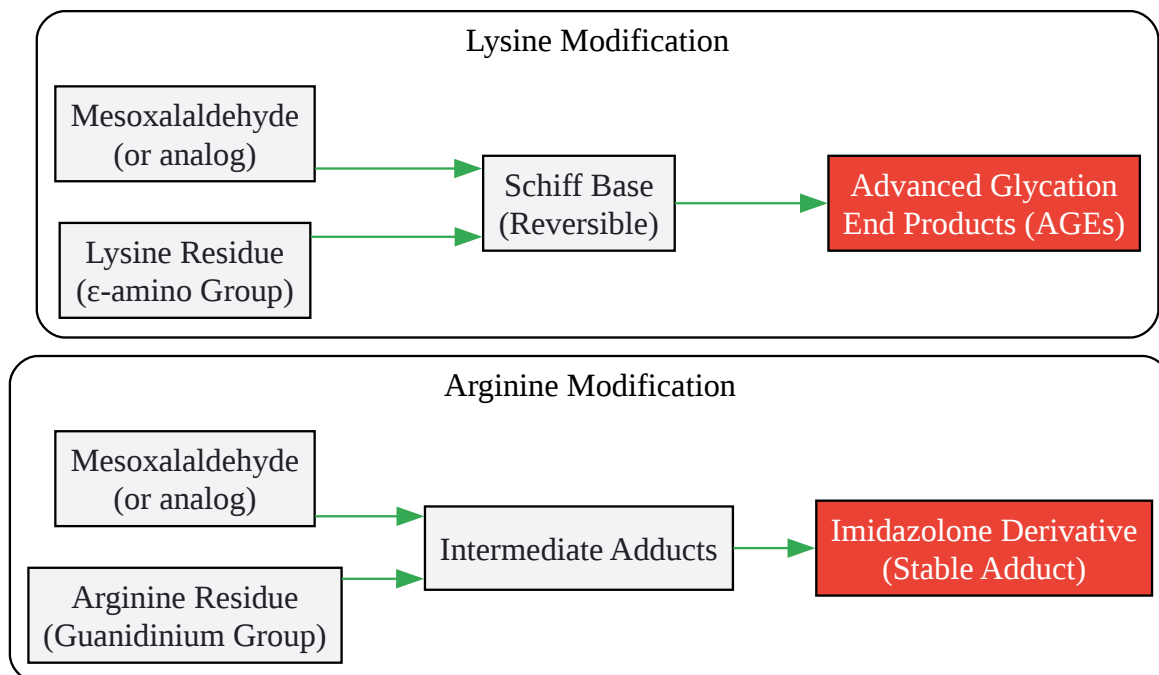 Lysine Modification
Mesoxalaldehyde
(or analog)
Lysine Residue
(ε-amino Group)
Schiff Base
(Reversible)
Advanced Glycation
End Products (AGEs)
Arginine Modification
Mesoxalaldehyde
(or analog)
Arginine Residue
(Guanidinium Group)
Intermediate Adducts
Imidazolone Derivative
(Stable Adduct)